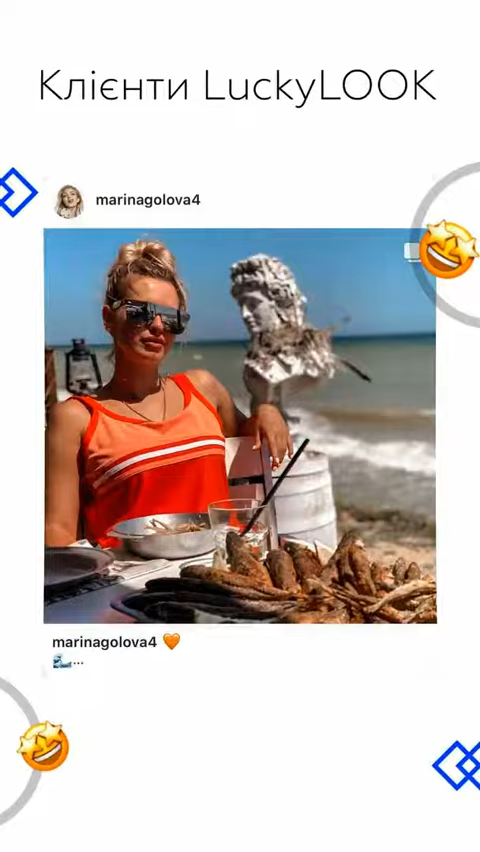 Клієнти LuckyLOOK
marinagolova4
marinagolova4 🧡
🌊...